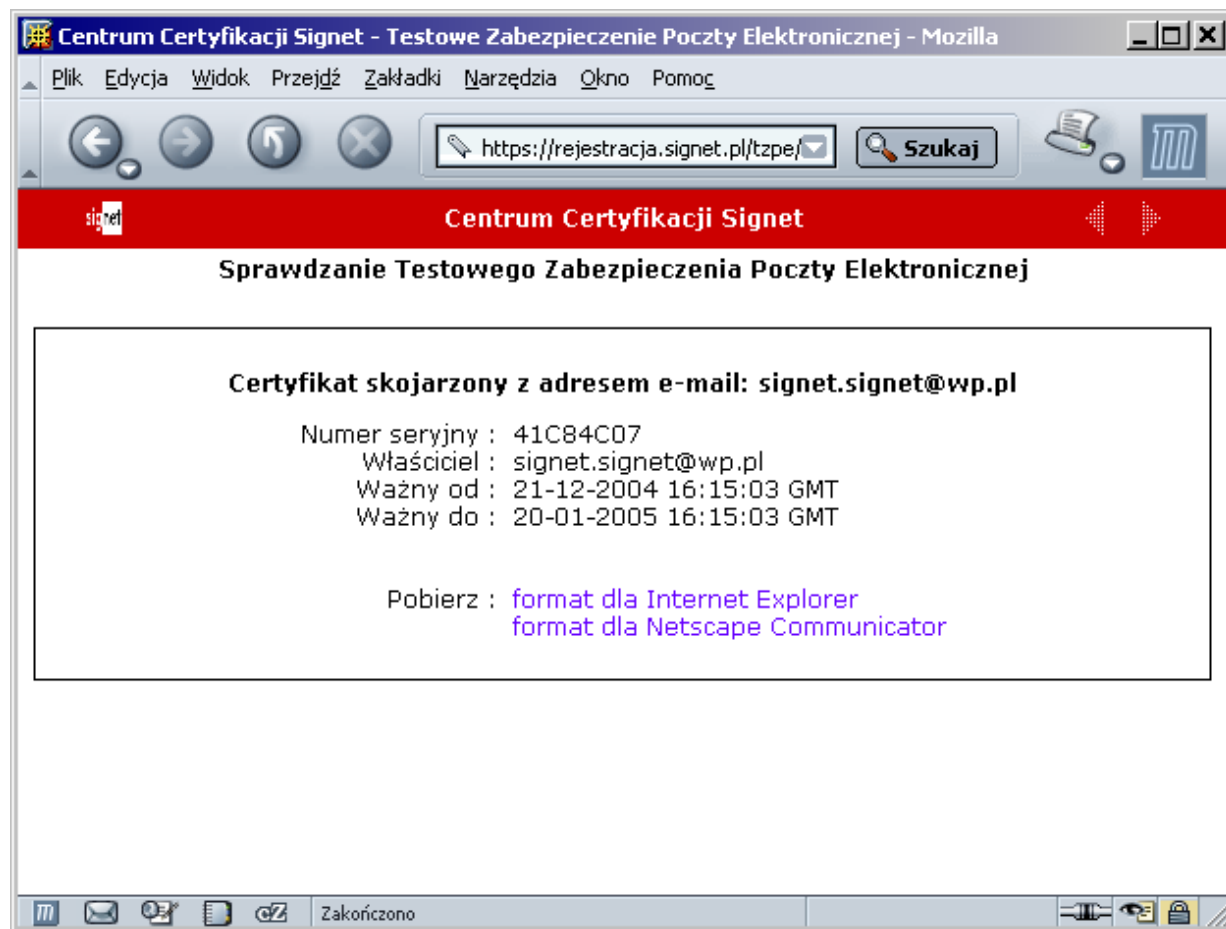 Centrum Certyfikacji Signet - Testowe Zabezpieczenie Poczty Elektronicznej - Mozilla
Plik Edycja Widok Przejdź Zakładki Narzędzia Okno Pomoc
https://rejestracja.signet.pl/tzpe/ Szukaj
signet Centrum Certyfikacji Signet
Sprawdzanie Testowego Zabezpieczenia Poczty Elektronicznej
Certyfikat skojarzony z adresem e-mail: signet.signet@wp.pl
Numer seryjny : 41C84C07
Właściciel : signet.signet@wp.pl
Ważny od : 21-12-2004 16:15:03 GMT
Ważny do : 20-01-2005 16:15:03 GMT
Pobierz : format dla Internet Explorer
format dla Netscape Communicator
Zakończono